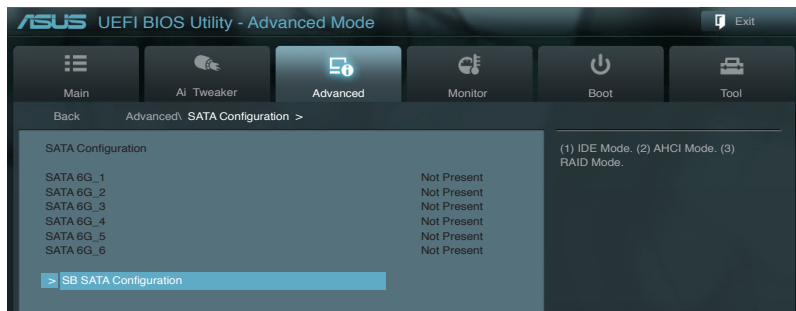 ASUS UEFI BIOS Utility - Advanced Mode
Exit
Main
Ai Tweaker
Advanced
Monitor
Boot
Tool
Back Advanced\ SATA Configuration >
SATA Configuration
SATA 6G_1 Not Present
SATA 6G_2 Not Present
SATA 6G_3 Not Present
SATA 6G_4 Not Present
SATA 6G_5 Not Present
SATA 6G_6 Not Present
> SB SATA Configuration
(1) IDE Mode. (2) AHCI Mode. (3)
RAID Mode.